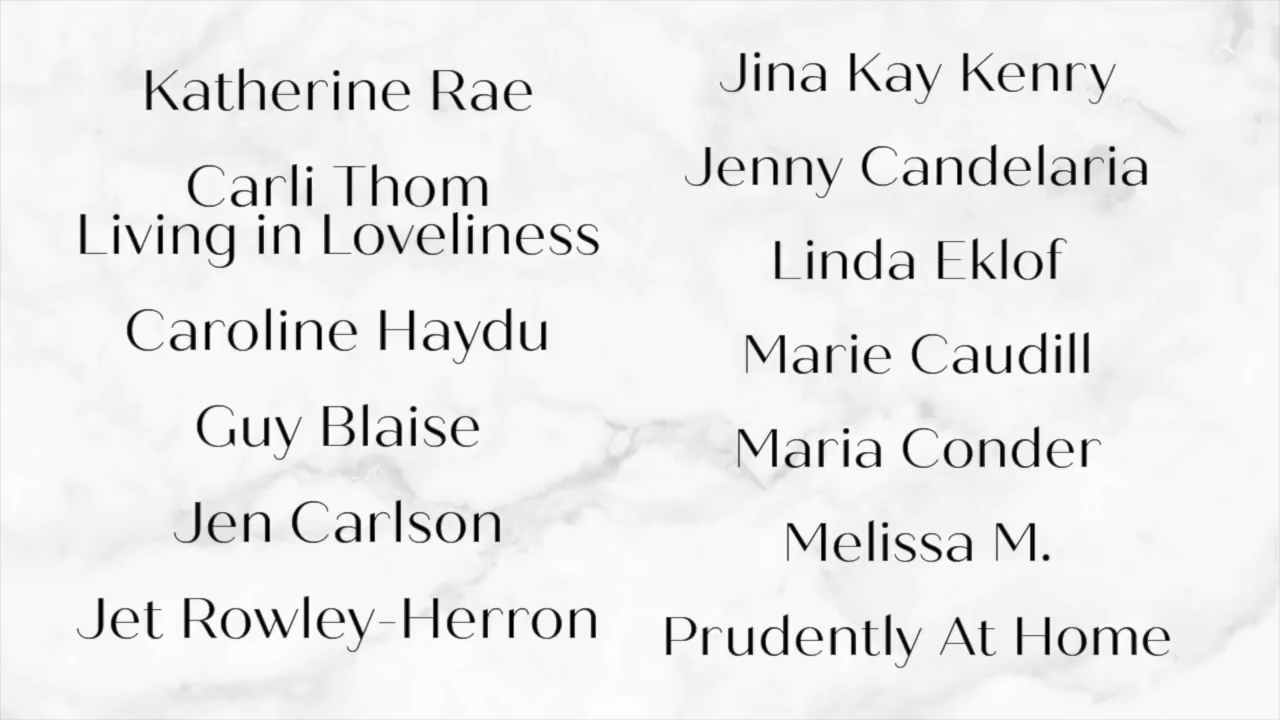 Katherine Rae
Carli Thom
Living in Loveliness
Caroline Haydu
Guy Blaise
Jen Carlson
Jet Rowley-Herron
Jina Kay Kenry
Jenny Candelaria
Linda Eklof
Marie Caudill
Maria Conder
Melissa M.
Prudently At Home